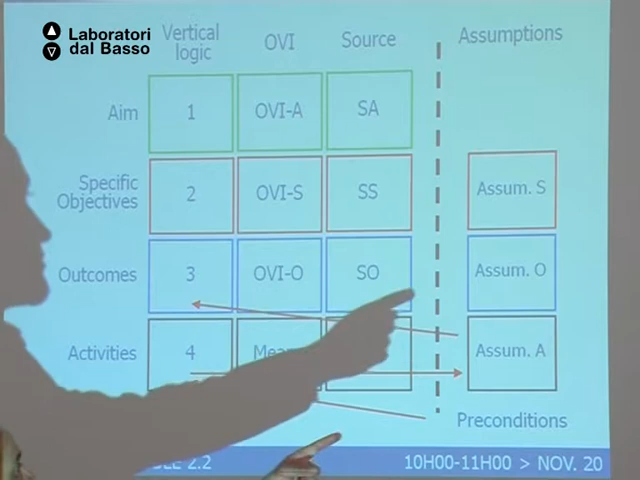 Laboratori
dal Basso
Vertical
logic
OVI
Source
Assumptions
Aim
1
OVI-A
SA
Specific
Objectives
2
OVI-S
SS
Assum. S
Outcomes
3
OVI-O
SO
Assum. O
Activities
4
Assum. A
Preconditions
2.2
10H00-11H00 > NOV. 20